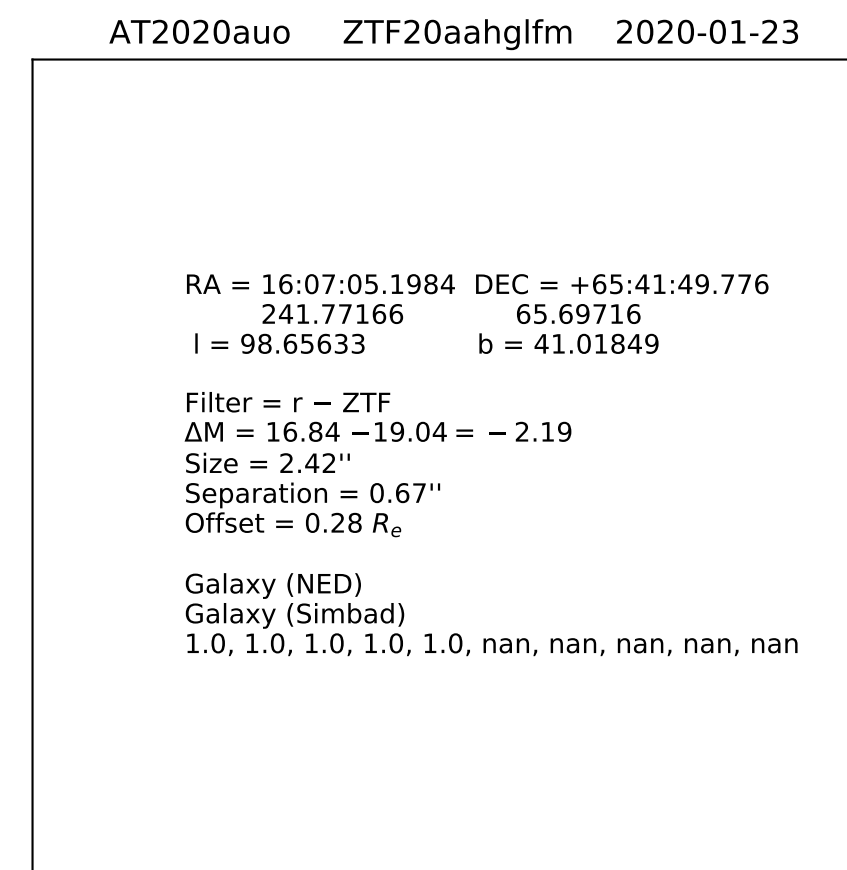 AT2020auo ZTF20aahglfm 2020-01-23
RA = 16:07:05.1984 DEC = +65:41:49.776
241.77166 65.69716
l = 98.65633 b = 41.01849
Filter = r − ZTF
ΔM = 16.84 −19.04 = − 2.19
Size = 2.42''
Separation = 0.67''
Offset = 0.28 Re
Galaxy (NED)
Galaxy (Simbad)
1.0, 1.0, 1.0, 1.0, 1.0, nan, nan, nan, nan, nan